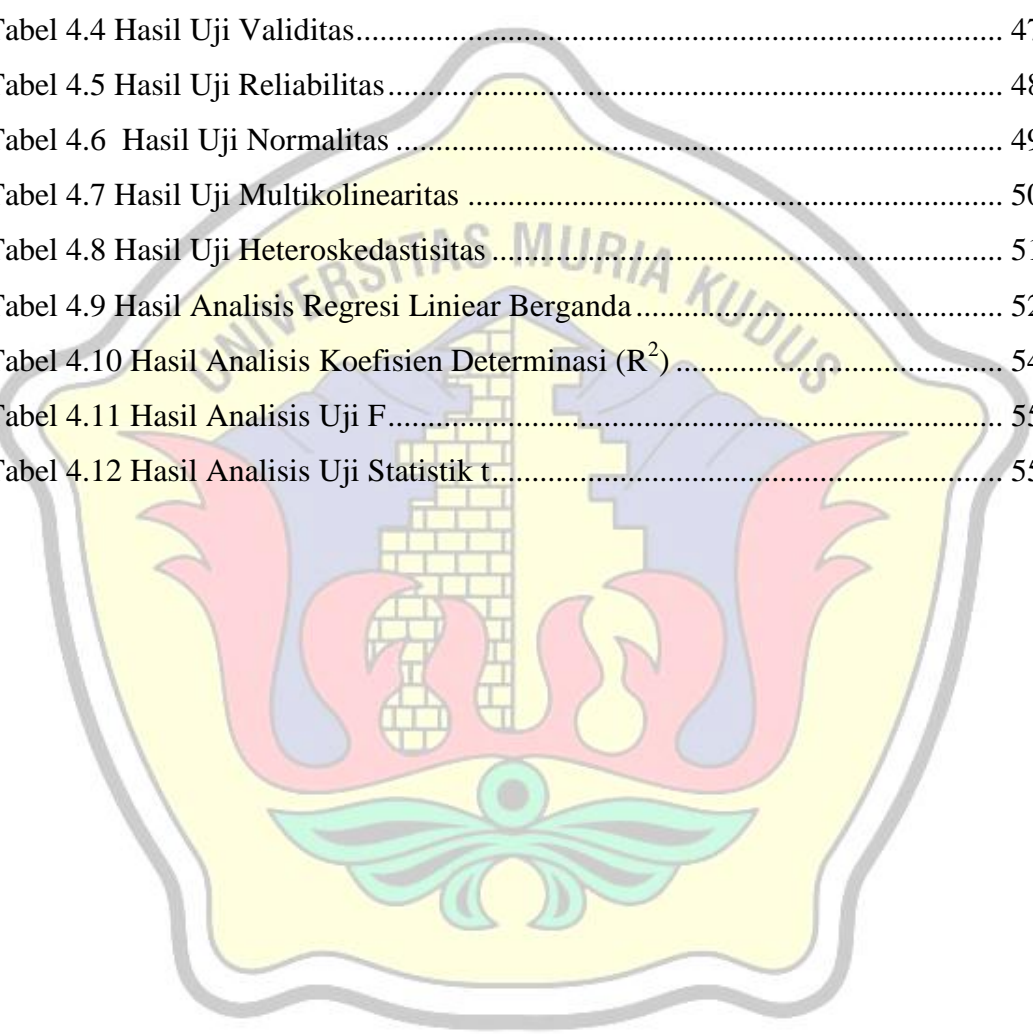 Tabel 4.4 Hasil Uji Validitas................................................................................. 47
Tabel 4.5 Hasil Uji Reliabilitas............................................................................. 48
Tabel 4.6  Hasil Uji Normalitas ............................................................................ 49
Tabel 4.7 Hasil Uji Multikolinearitas ................................................................... 50
Tabel 4.8 Hasil Uji Heteroskedastisitas ................................................................ 51
Tabel 4.9 Hasil Analisis Regresi Liniear Berganda.............................................. 52
Tabel 4.10 Hasil Analisis Koefisien Determinasi (R²) ......................................... 54
Tabel 4.11 Hasil Analisis Uji F............................................................................. 55
Tabel 4.12 Hasil Analisis Uji Statistik t................................................................ 55
UNIVERSITAS MURIA KUDUS